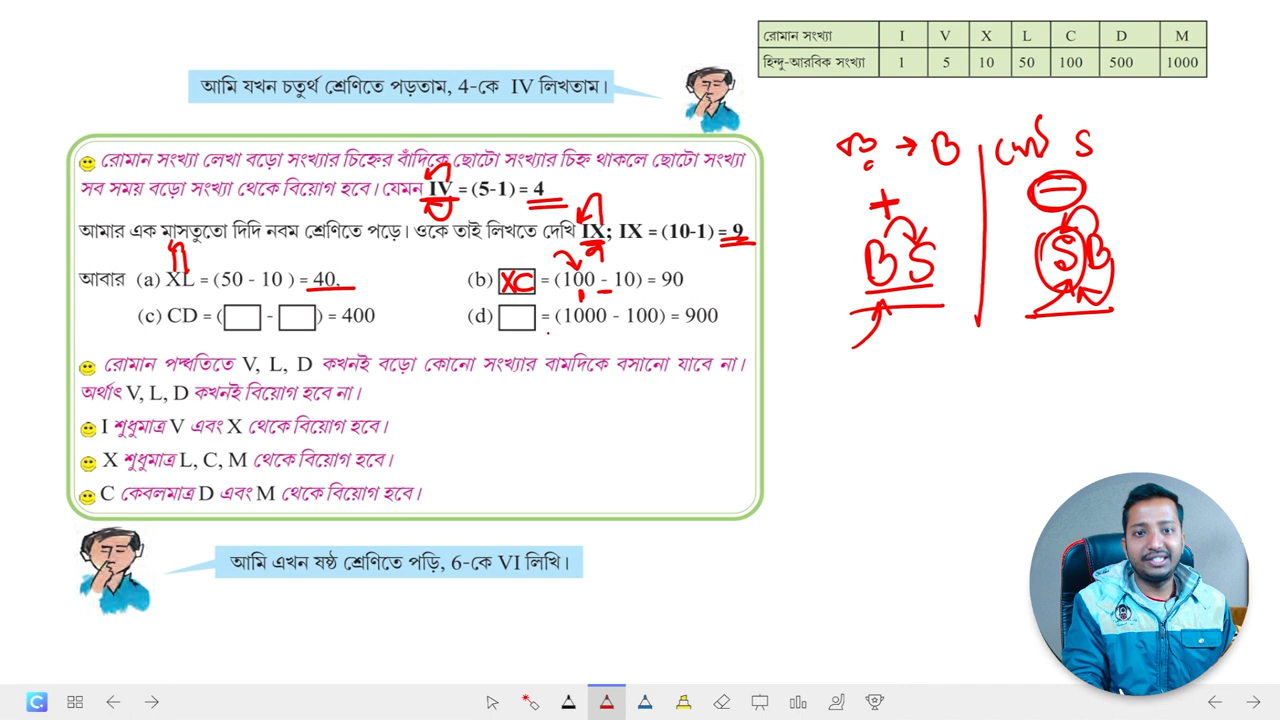 রোমান সংখ্যা I V X L C D M
হিন্দু-আরবিক সংখ্যা 1 5 10 50 100 500 1000
আমি যখন চতুর্থ শ্রেণিতে পড়তাম, 4-কে IV লিখতাম।
রোমান সংখ্যা লেখা বড়ো সংখ্যার চিহ্নের বাঁদিকে ছোটো সংখ্যার চিহ্ন থাকলে ছোটো সংখ্যা
সব সময় বড়ো সংখ্যা থেকে বিয়োগ হবে। যেমন IV = (5-1) = 4
আমার এক মাসতুতো দিদি নবম শ্রেণিতে পড়ে। ওকে তাই লিখতে দেখি IX; IX = (10-1) = 9
আবার (a) XL = (50 - 10 ) = 40, (b) XC = (100 - 10) = 90
(c) CD = ( - ) = 400 (d) = (1000 - 100) = 900
রোমান পদ্ধতিতে V, L, D কখনই বড়ো কোনো সংখ্যার বামদিকে বসানো যাবে না।
অর্থাৎ V, L, D কখনই বিয়োগ হবে না।
I শুধুমাত্র V এবং X থেকে বিয়োগ হবে।
X শুধুমাত্র L, C, M থেকে বিয়োগ হবে।
C কেবলমাত্র D এবং M থেকে বিয়োগ হবে।
আমি এখন ষষ্ঠ শ্রেণিতে পড়ি, 6-কে VI লিখি।
বড় → B
+
B S
S
−
S B